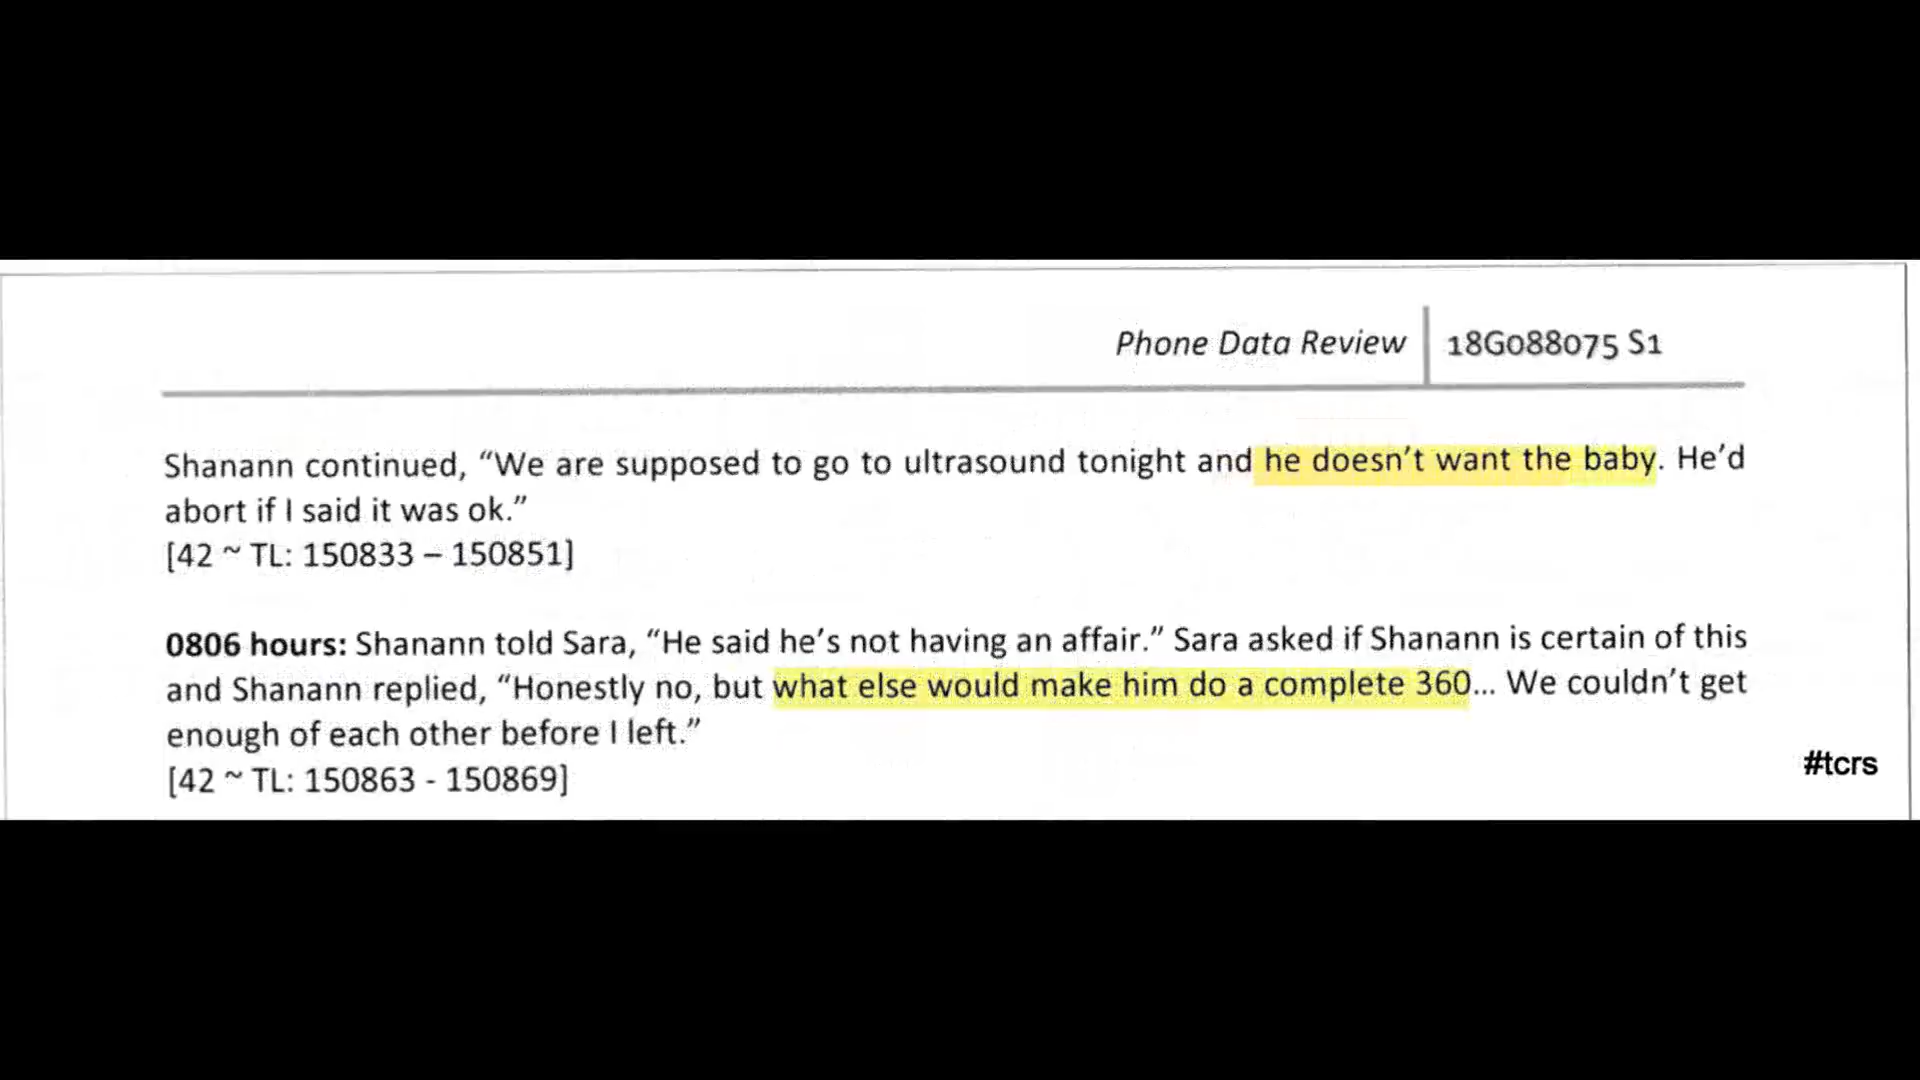 Phone Data Review | 18G088075 S1
Shanann continued, “We are supposed to go to ultrasound tonight and he doesn’t want the baby. He’d
abort if I said it was ok.”
[42 ~ TL: 150833 – 150851]
0806 hours: Shanann told Sara, “He said he’s not having an affair.” Sara asked if Shanann is certain of this
and Shanann replied, “Honestly no, but what else would make him do a complete 360... We couldn’t get
enough of each other before I left.”
[42 ~ TL: 150863 - 150869]
#tcrs